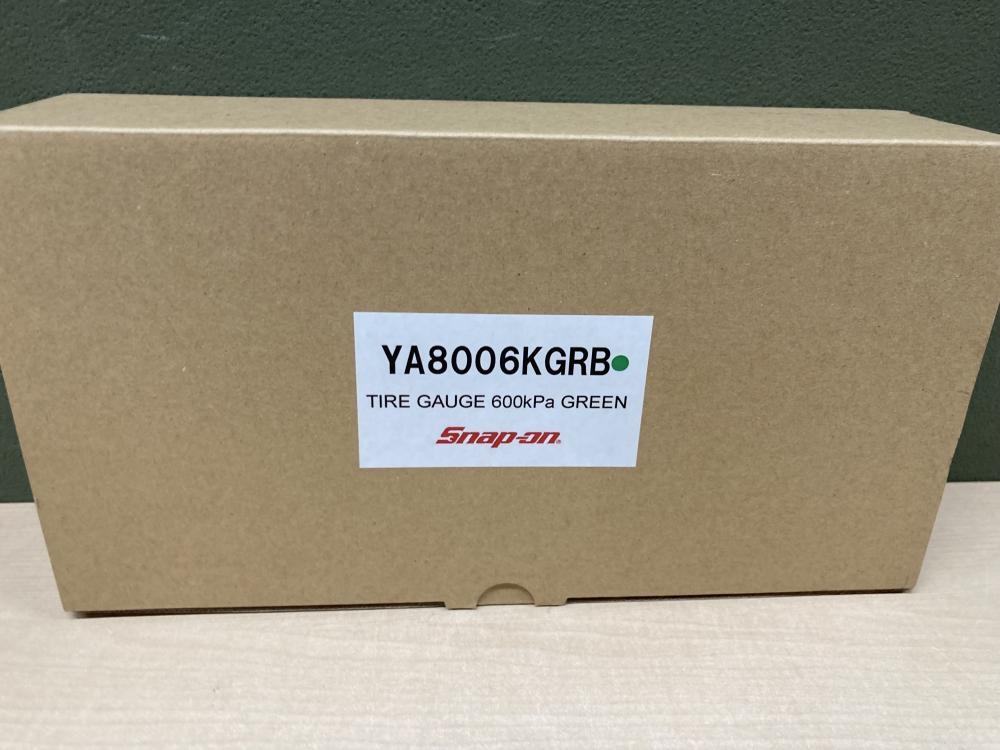 YA8006KGRB
TIRE GAUGE 600kPa GREEN
Snap-on®